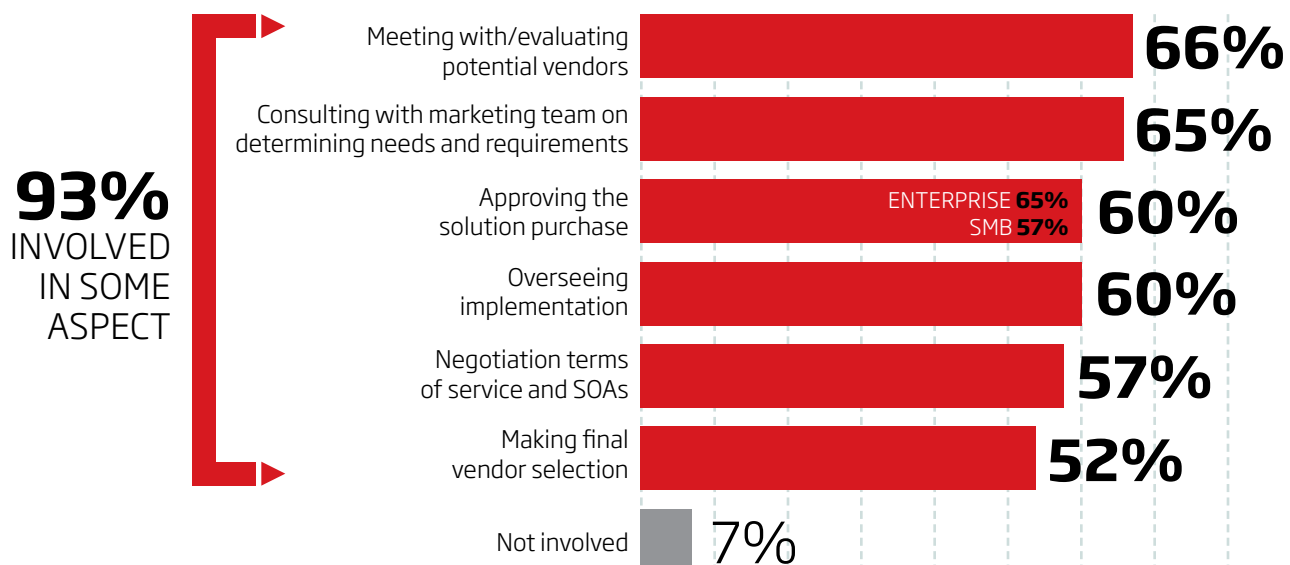 93%
INVOLVED
IN SOME
ASPECT
Meeting with/evaluating
potential vendors
66%
Consulting with marketing team on
determining needs and requirements
65%
Approving the
solution purchase
ENTERPRISE 65%
SMB 57%
60%
Overseeing
implementation
60%
Negotiation terms
of service and SOAs
57%
Making final
vendor selection
52%
Not involved
7%